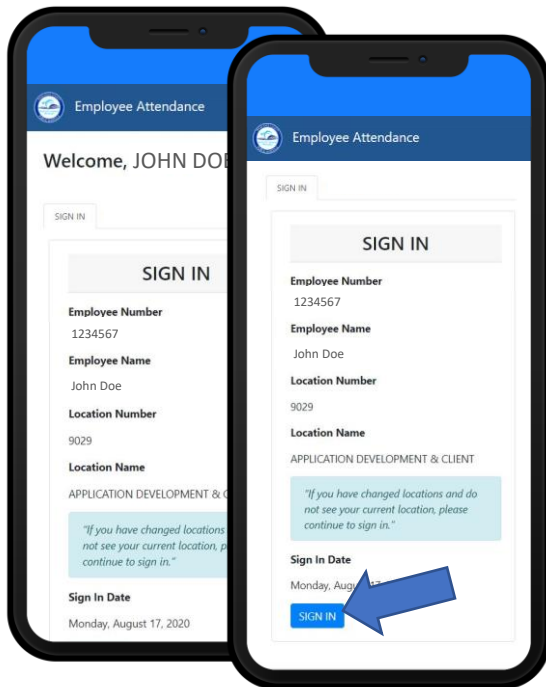 Employee Attendance
Welcome, JOHN DOE
SIGN IN
SIGN IN
Employee Number
1234567
Employee Name
John Doe
Location Number
9029
Location Name
APPLICATION DEVELOPMENT &
"If you have changed locations
not see your current location,
continue to sign in."
Sign In Date
Monday, August 17, 2020
Employee Attendance
SIGN IN
SIGN IN
Employee Number
1234567
Employee Name
John Doe
Location Number
9029
Location Name
APPLICATION DEVELOPMENT & CLIENT
"If you have changed locations and do
not see your current location, please
continue to sign in."
Sign In Date
Monday,
SIGN IN